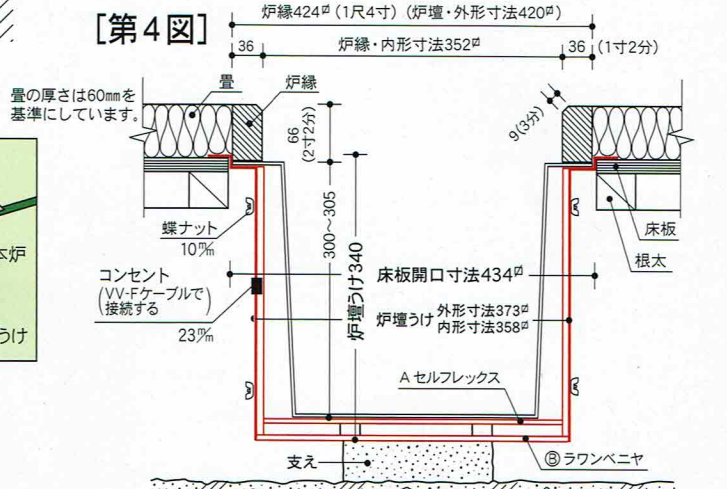 [第4図]
炉縁424□(1尺4寸)(炉壇・外形寸法420□)
36
炉縁・内形寸法352□
36
(1寸2分)
畳
炉縁
畳の厚さは60mmを
基準にしています。
66
(2寸2分)
9(3分)
300〜305
炉壇うけ340
蝶ナット
10m/m
床板
根太
コンセント
(VV-Fケーブルで
接続する)
23m/m
床板開口寸法434□
炉壇うけ
外形寸法373□
内形寸法358□
Aセルフレックス
支え
Ⓑラワンベニヤ
本炉
うけ